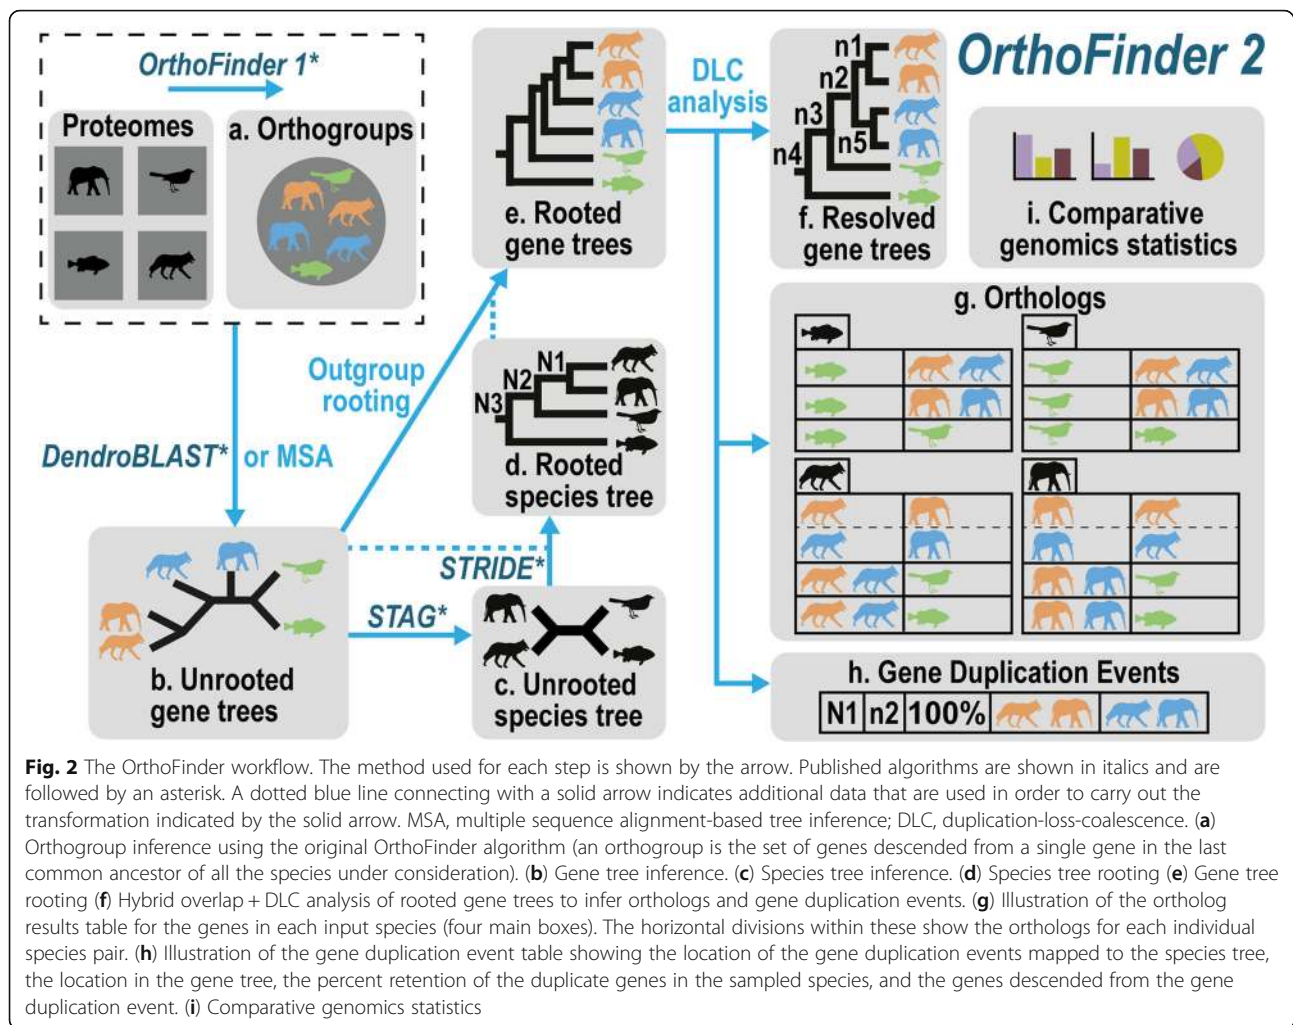 OrthoFinder 1*
Proteomes
a. Orthogroups
DendroBLAST* or MSA
b. Unrooted
gene trees
STAG*
c. Unrooted
species tree
STRIDE*
N1
N2
N3
d. Rooted
species tree
Outgroup
rooting
e. Rooted
gene trees
DLC
analysis
n1
n2
n3
n5
n4
f. Resolved
gene trees
OrthoFinder 2
i. Comparative
genomics statistics
g. Orthologs
h. Gene Duplication Events
N1 n2 100%
Fig. 2 The OrthoFinder workflow. The method used for each step is shown by the arrow. Published algorithms are shown in italics and are
followed by an asterisk. A dotted blue line connecting with a solid arrow indicates additional data that are used in order to carry out the
transformation indicated by the solid arrow. MSA, multiple sequence alignment-based tree inference; DLC, duplication-loss-coalescence. (a)
Orthogroup inference using the original OrthoFinder algorithm (an orthogroup is the set of genes descended from a single gene in the last
common ancestor of all the species under consideration). (b) Gene tree inference. (c) Species tree inference. (d) Species tree rooting (e) Gene tree
rooting (f) Hybrid overlap + DLC analysis of rooted gene trees to infer orthologs and gene duplication events. (g) Illustration of the ortholog
results table for the genes in each input species (four main boxes). The horizontal divisions within these show the orthologs for each individual
species pair. (h) Illustration of the gene duplication event table showing the location of the gene duplication events mapped to the species tree,
the location in the gene tree, the percent retention of the duplicate genes in the sampled species, and the genes descended from the gene
duplication event. (i) Comparative genomics statistics